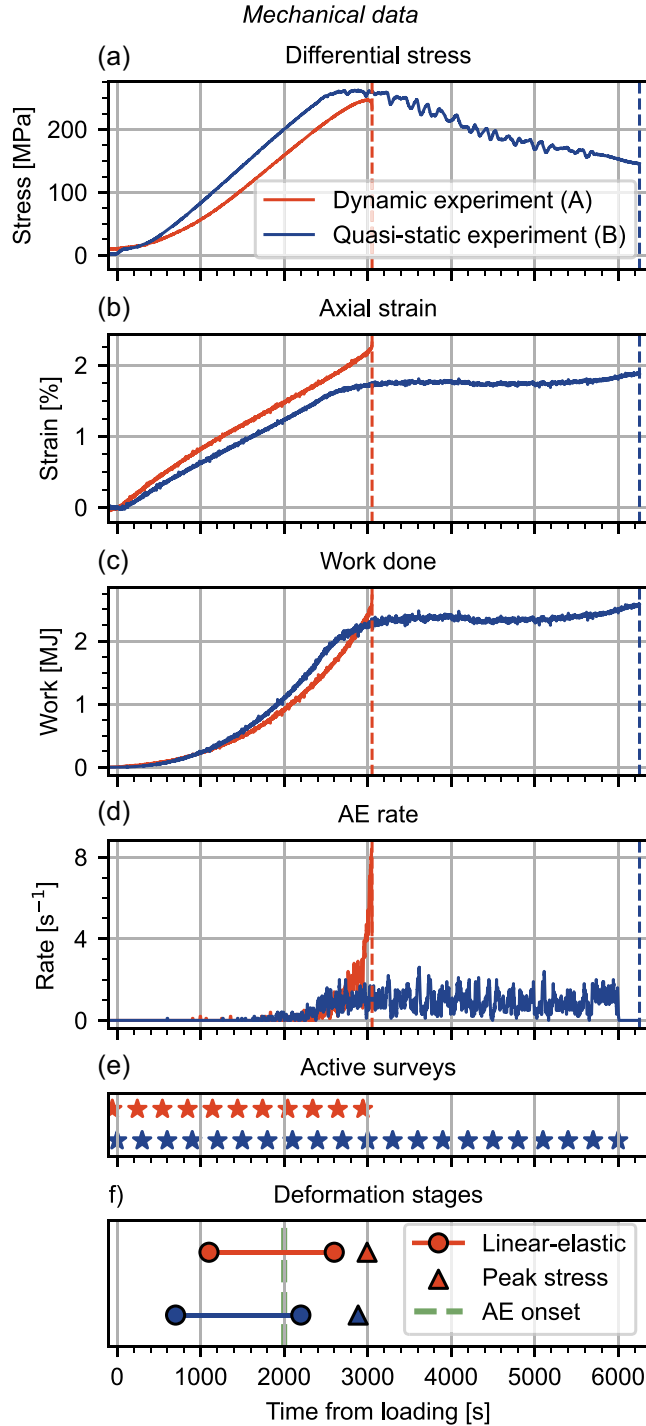 Mechanical data
(a) Differential stress
Stress [MPa]
200
100
0
Dynamic experiment (A)
Quasi-static experiment (B)
(b) Axial strain
Strain [%]
2
1
0
(c) Work done
Work [MJ]
2
1
0
(d) AE rate
Rate [s⁻¹]
8
4
0
(e) Active surveys
f) Deformation stages
Linear-elastic
Peak stress
AE onset
0 1000 2000 3000 4000 5000 6000
Time from loading [s]